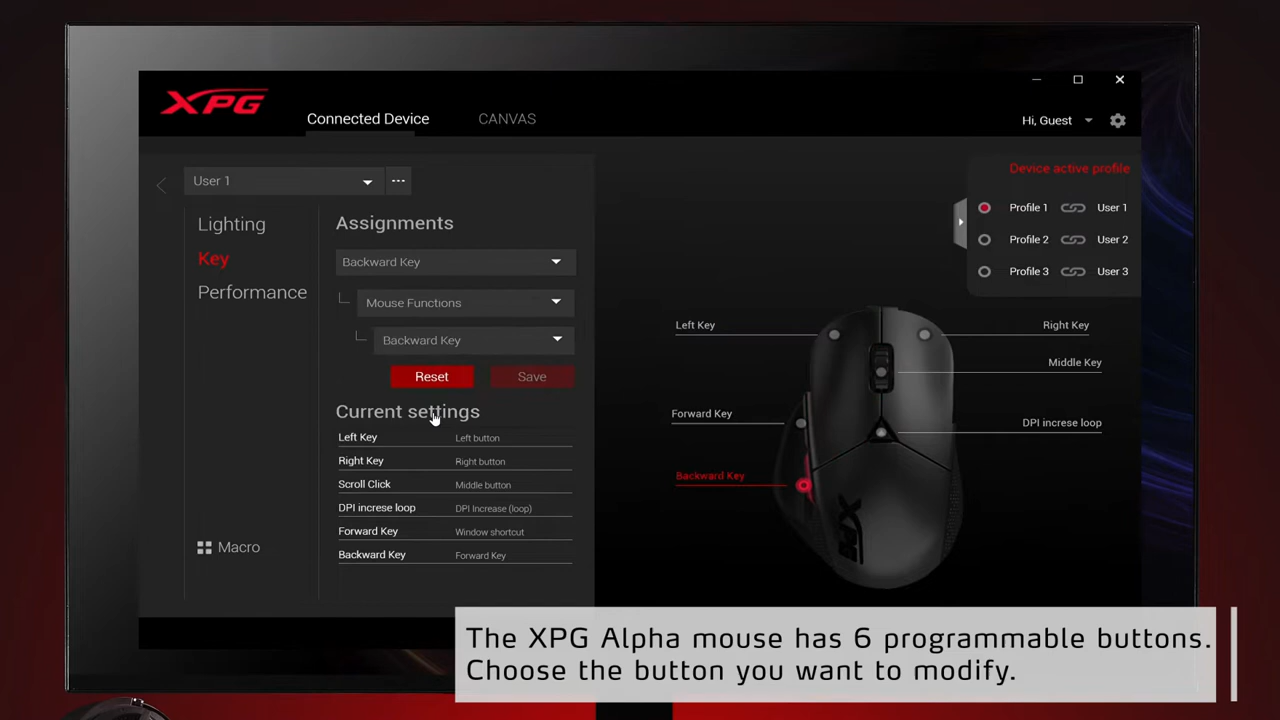 XPG
Connected Device
CANVAS
Hi, Guest
User 1
...
Device active profile
Profile 1 User 1
Profile 2 User 2
Profile 3 User 3
Lighting
Key
Performance
Macro
Assignments
Backward Key
Mouse Functions
Backward Key
Reset
Save
Current settings
Left Key Left button
Right Key Right button
Scroll Click Middle button
DPI increse loop DPI Increase (loop)
Forward Key Window shortcut
Backward Key Forward Key
Left Key
Right Key
Middle Key
Forward Key
DPI increse loop
Backward Key
XPG
The XPG Alpha mouse has 6 programmable buttons.
Choose the button you want to modify.